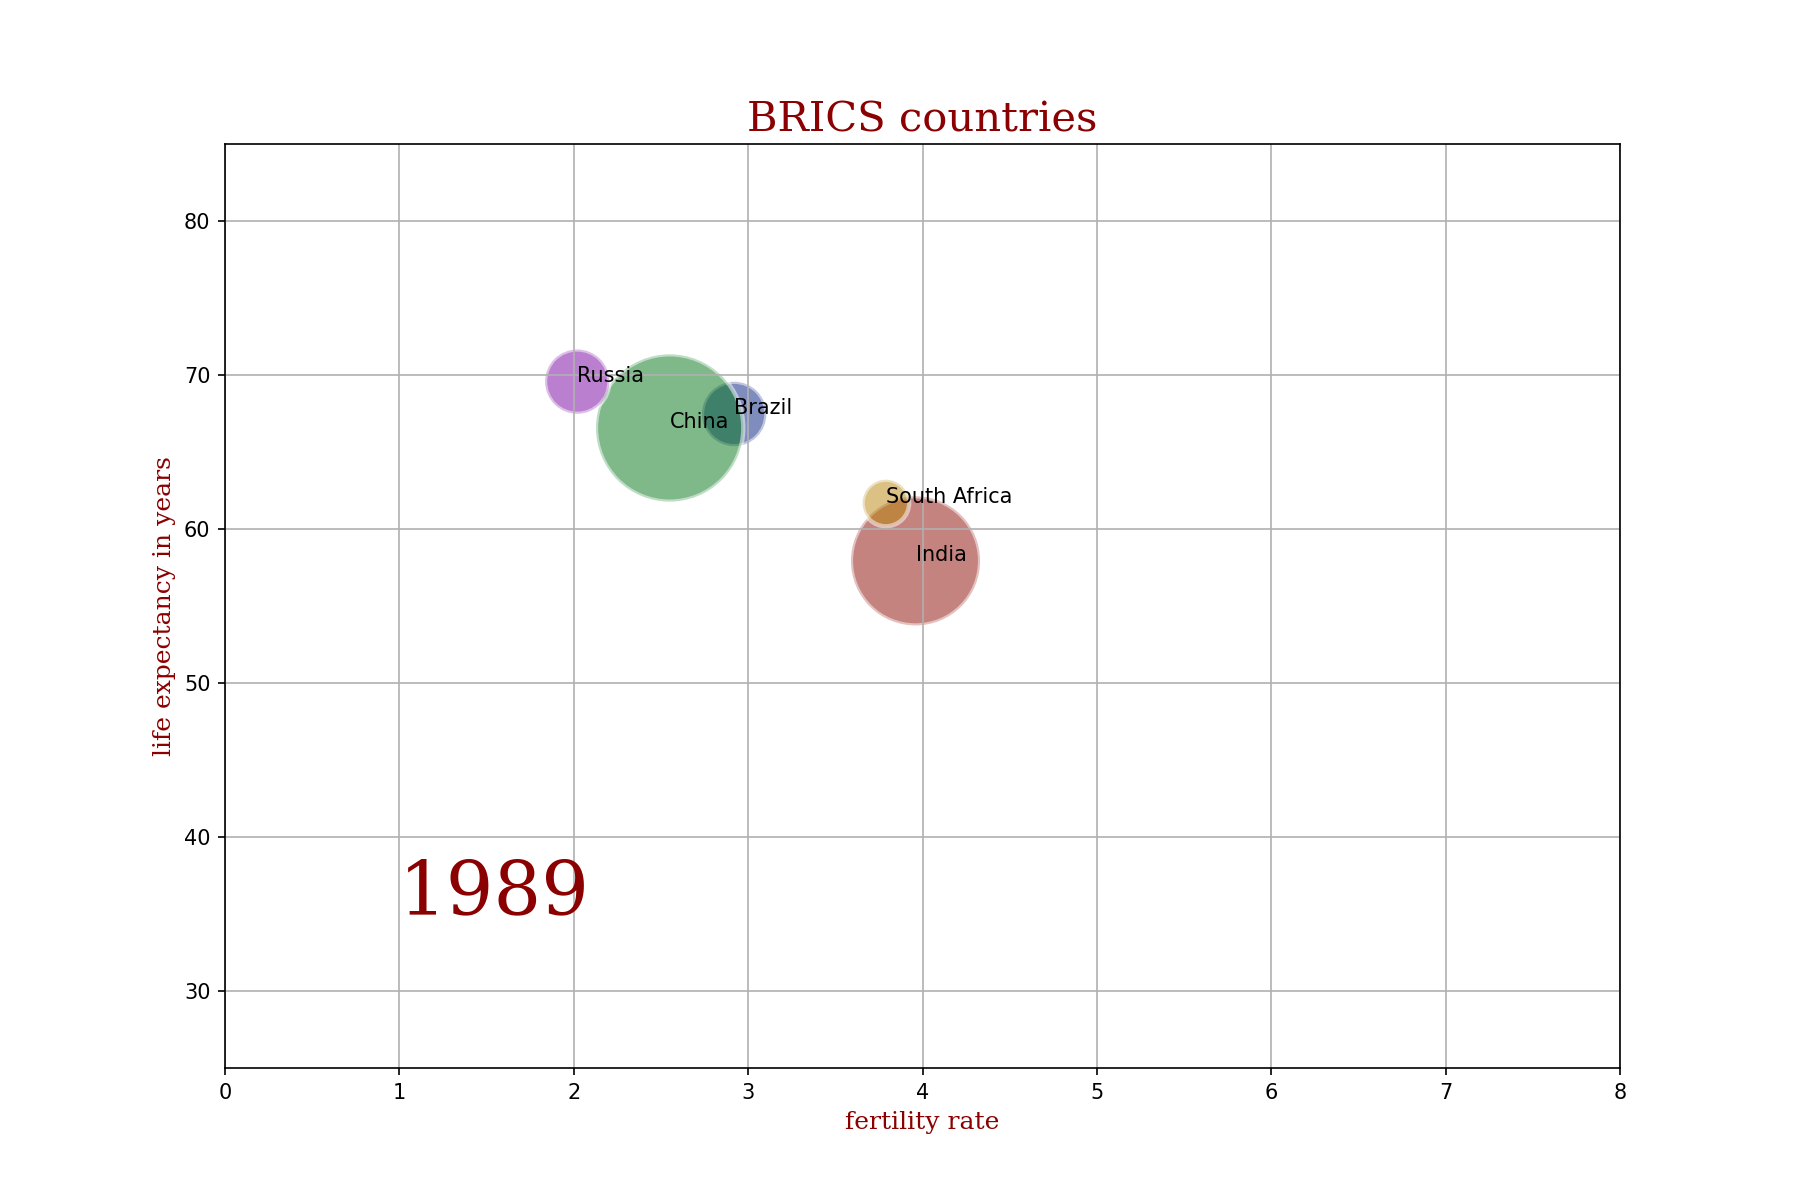 BRICS countries
80
70
60
50
40
30
life expectancy in years
Russia
Brazil
China
South Africa
India
1989
0 1 2 3 4 5 6 7 8
fertility rate